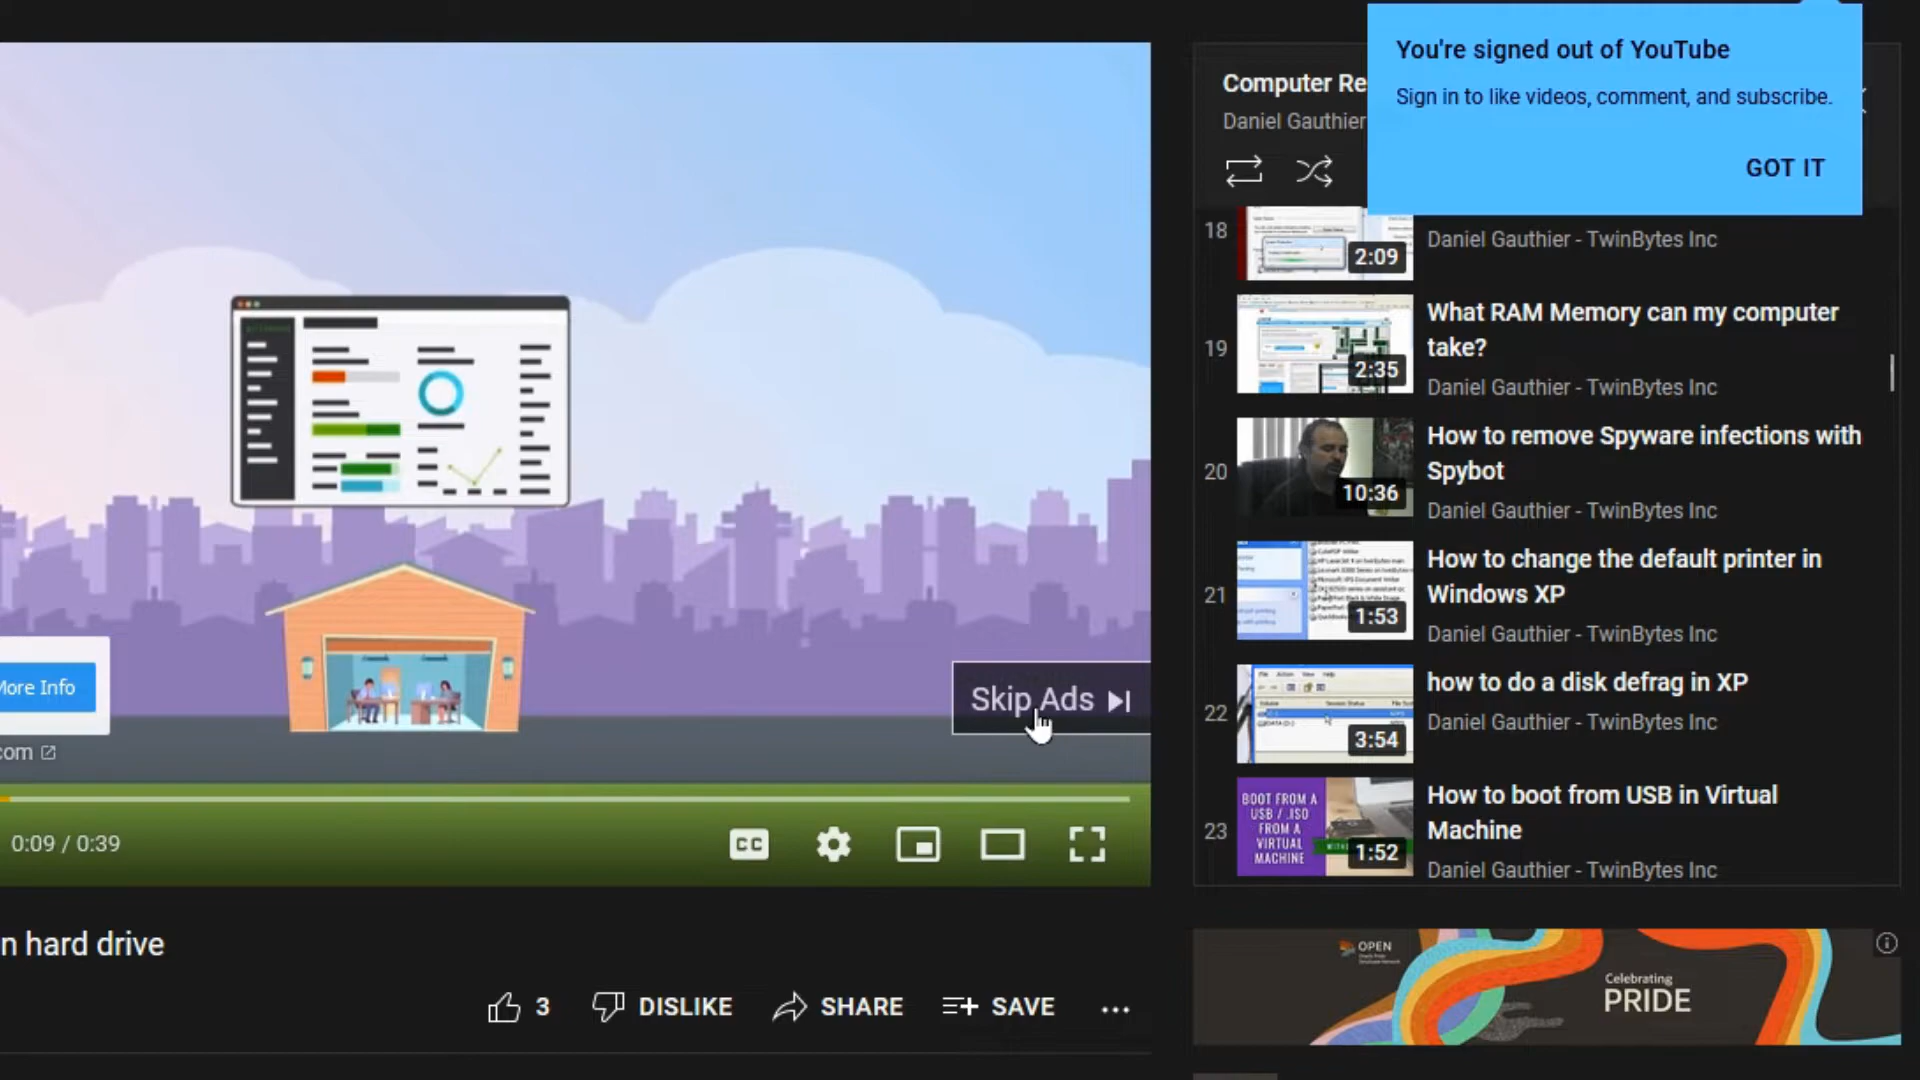 You're signed out of YouTube
Sign in to like videos, comment, and subscribe.
GOT IT
Computer Re
Daniel Gauthier
18
2:09
Daniel Gauthier - TwinBytes Inc
19
2:35
What RAM Memory can my computer
take?
Daniel Gauthier - TwinBytes Inc
20
10:36
How to remove Spyware infections with
Spybot
Daniel Gauthier - TwinBytes Inc
21
1:53
How to change the default printer in
Windows XP
Daniel Gauthier - TwinBytes Inc
22
3:54
how to do a disk defrag in XP
Daniel Gauthier - TwinBytes Inc
23
BOOT FROM A
USB / .ISO
FROM A
VIRTUAL
MACHINE
1:52
How to boot from USB in Virtual
Machine
Daniel Gauthier - TwinBytes Inc
More Info
com
Skip Ads
0:09 / 0:39
CC
n hard drive
3
DISLIKE
SHARE
SAVE
OPEN
Celebrating
PRIDE